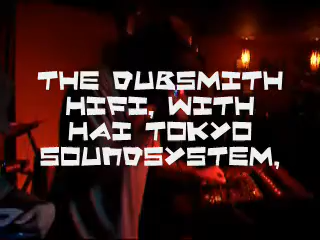 THE DUBSMITH
HIFI, WITH
HAI TOKYO
SOUNDSYSTEM,